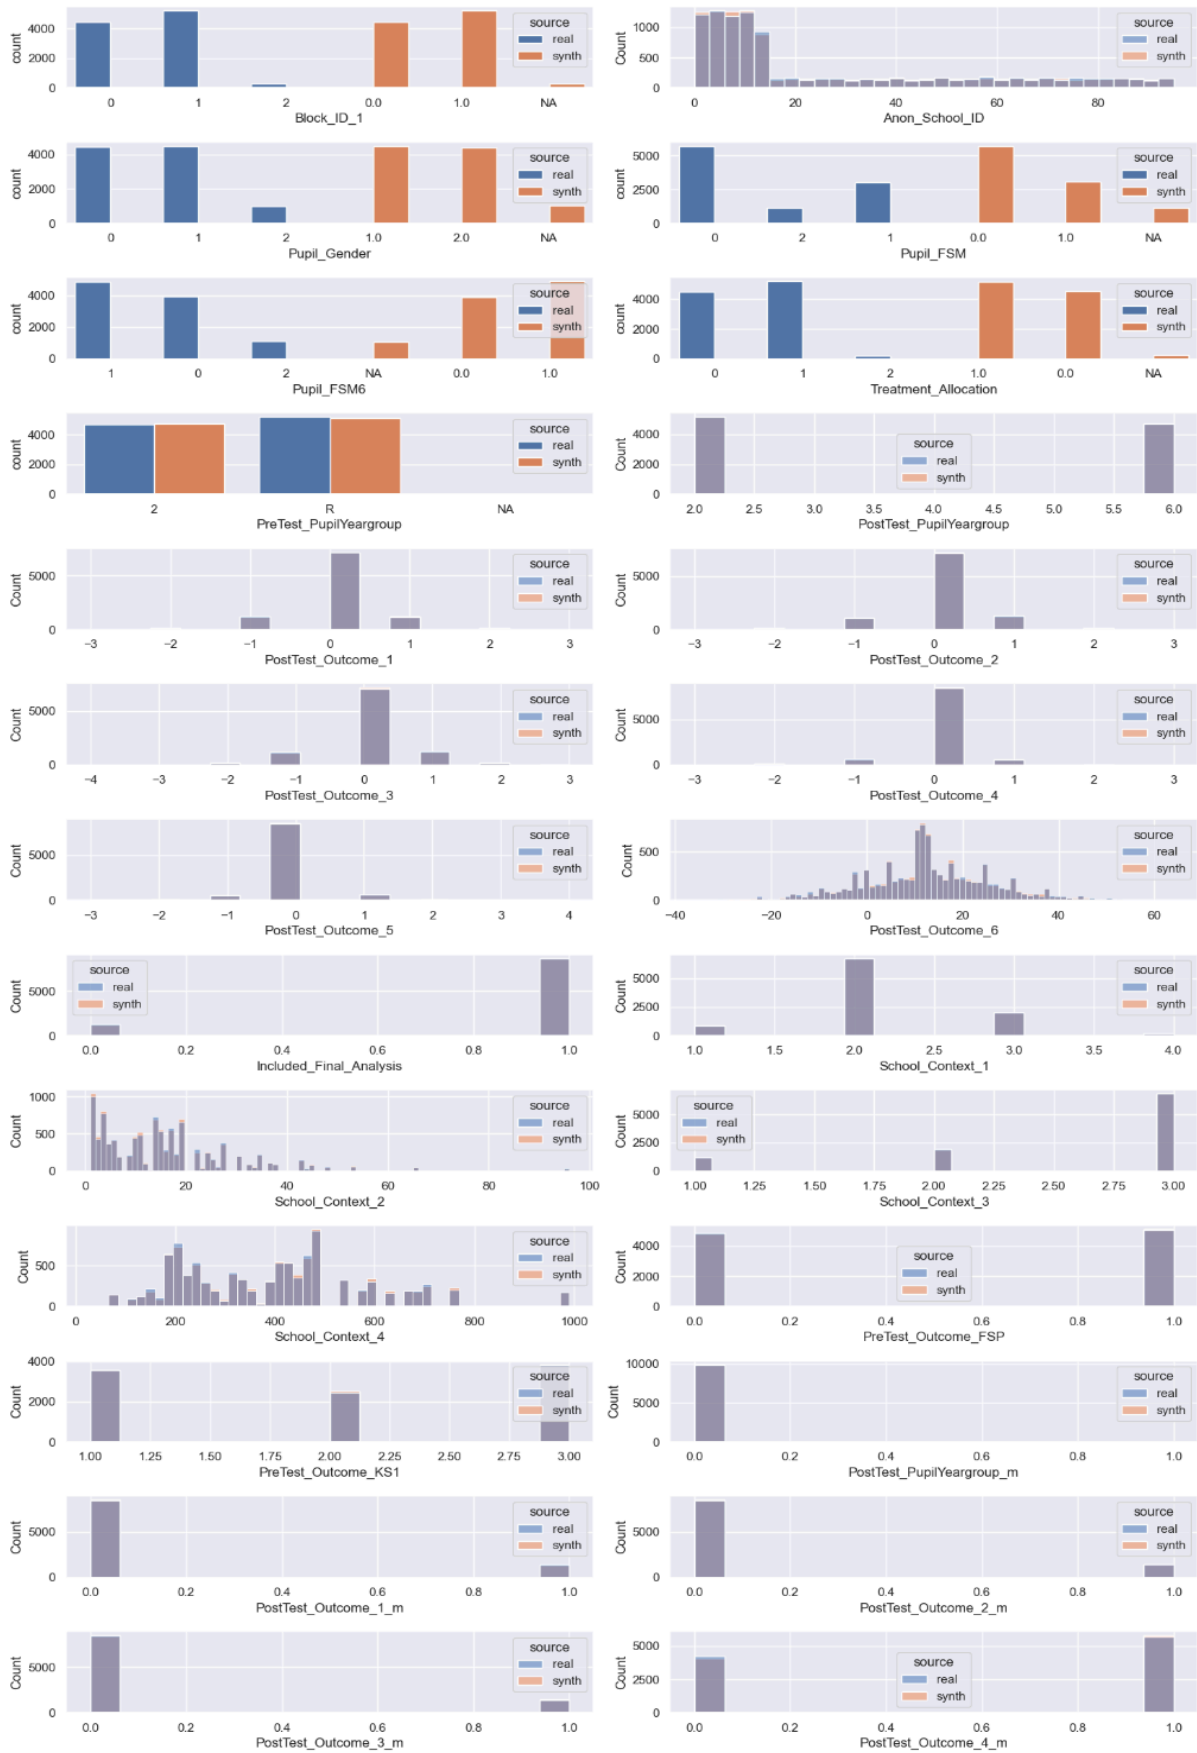 source
real
synth
count
4000
2000
0
0 1 2 0.0 1.0 NA
Block_ID_1
source
real
synth
Count
1000
500
0
0 20 40 60 80
Anon_School_ID
source
real
synth
count
4000
2000
0
0 1 2 1.0 2.0 NA
Pupil_Gender
source
real
synth
count
5000
2500
0
0 2 1 0.0 1.0 NA
Pupil_FSM
source
real
synth
count
4000
2000
0
1 0 2 NA 0.0 1.0
Pupil_FSM6
source
real
synth
count
4000
2000
0
0 1 2 1.0 0.0 NA
Treatment_Allocation
source
real
synth
count
4000
2000
0
2 R NA
PreTest_PupilYeargroup
source
real
synth
Count
4000
2000
0
2.0 2.5 3.0 3.5 4.0 4.5 5.0 5.5 6.0
PostTest_PupilYeargroup
source
real
synth
Count
5000
0
−3 −2 −1 0 1 2 3
PostTest_Outcome_1
source
real
synth
Count
5000
0
−3 −2 −1 0 1 2 3
PostTest_Outcome_2
source
real
synth
Count
5000
0
−4 −3 −2 −1 0 1 2 3
PostTest_Outcome_3
source
real
synth
Count
5000
0
−3 −2 −1 0 1 2 3
PostTest_Outcome_4
source
real
synth
Count
5000
0
−3 −2 −1 0 1 2 3 4
PostTest_Outcome_5
source
real
synth
Count
500
0
−40 −20 0 20 40 60
PostTest_Outcome_6
source
real
synth
Count
5000
0
0.0 0.2 0.4 0.6 0.8 1.0
Included_Final_Analysis
source
real
synth
Count
5000
2500
0
1.0 1.5 2.0 2.5 3.0 3.5 4.0
School_Context_1
source
real
synth
Count
1000
500
0
0 20 40 60 80 100
School_Context_2
source
real
synth
Count
5000
2500
0
1.00 1.25 1.50 1.75 2.00 2.25 2.50 2.75 3.00
School_Context_3
source
real
synth
Count
500
0
0 200 400 600 800 1000
School_Context_4
source
real
synth
Count
4000
2000
0
0.0 0.2 0.4 0.6 0.8 1.0
PreTest_Outcome_FSP
source
real
synth
Count
4000
2000
0
1.00 1.25 1.50 1.75 2.00 2.25 2.50 2.75 3.00
PreTest_Outcome_KS1
source
real
synth
Count
10000
5000
0
0.0 0.2 0.4 0.6 0.8 1.0
PostTest_PupilYeargroup_m
source
real
synth
Count
5000
0
0.0 0.2 0.4 0.6 0.8 1.0
PostTest_Outcome_1_m
source
real
synth
Count
5000
0
0.0 0.2 0.4 0.6 0.8 1.0
PostTest_Outcome_2_m
source
real
synth
Count
5000
0
0.0 0.2 0.4 0.6 0.8 1.0
PostTest_Outcome_3_m
source
real
synth
Count
5000
2500
0
0.0 0.2 0.4 0.6 0.8 1.0
PostTest_Outcome_4_m